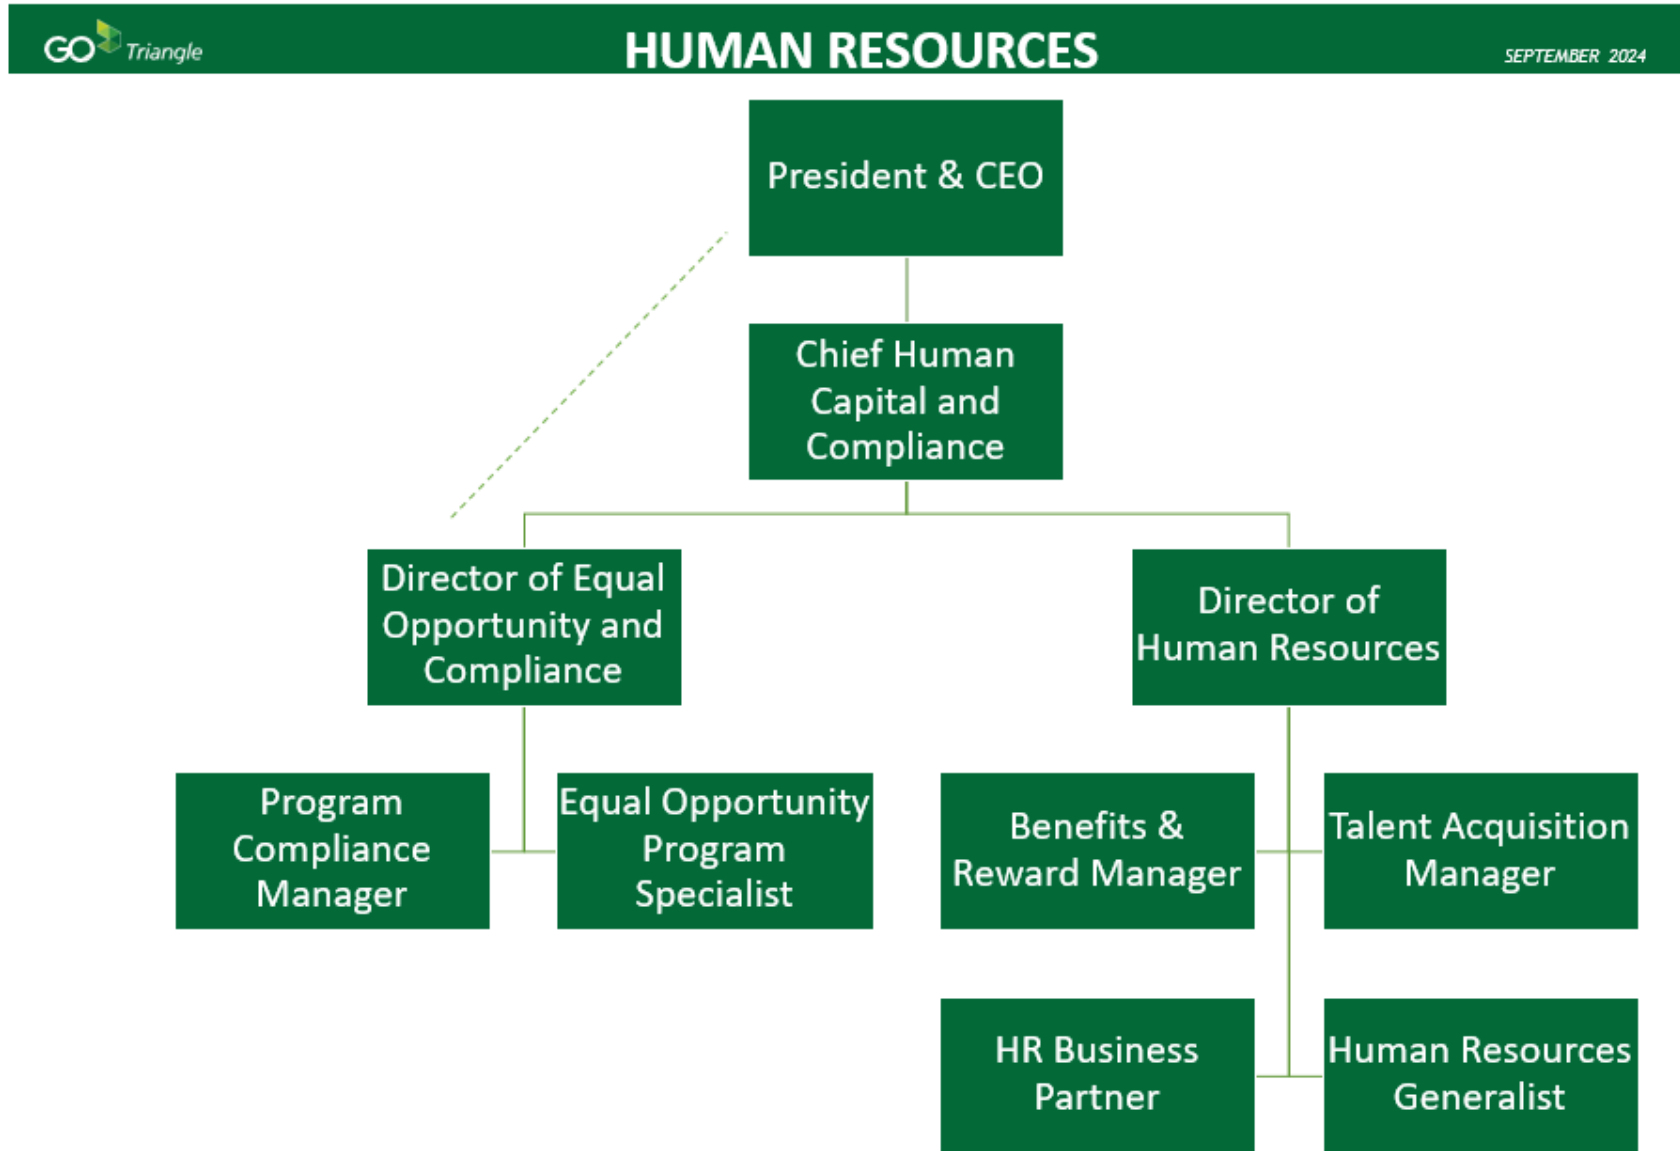 GO Triangle
HUMAN RESOURCES
SEPTEMBER 2024
President & CEO
Chief Human
Capital and
Compliance
Director of Equal
Opportunity and
Compliance
Director of
Human Resources
Program
Compliance
Manager
Equal Opportunity
Program
Specialist
Benefits &
Reward Manager
Talent Acquisition
Manager
HR Business
Partner
Human Resources
Generalist